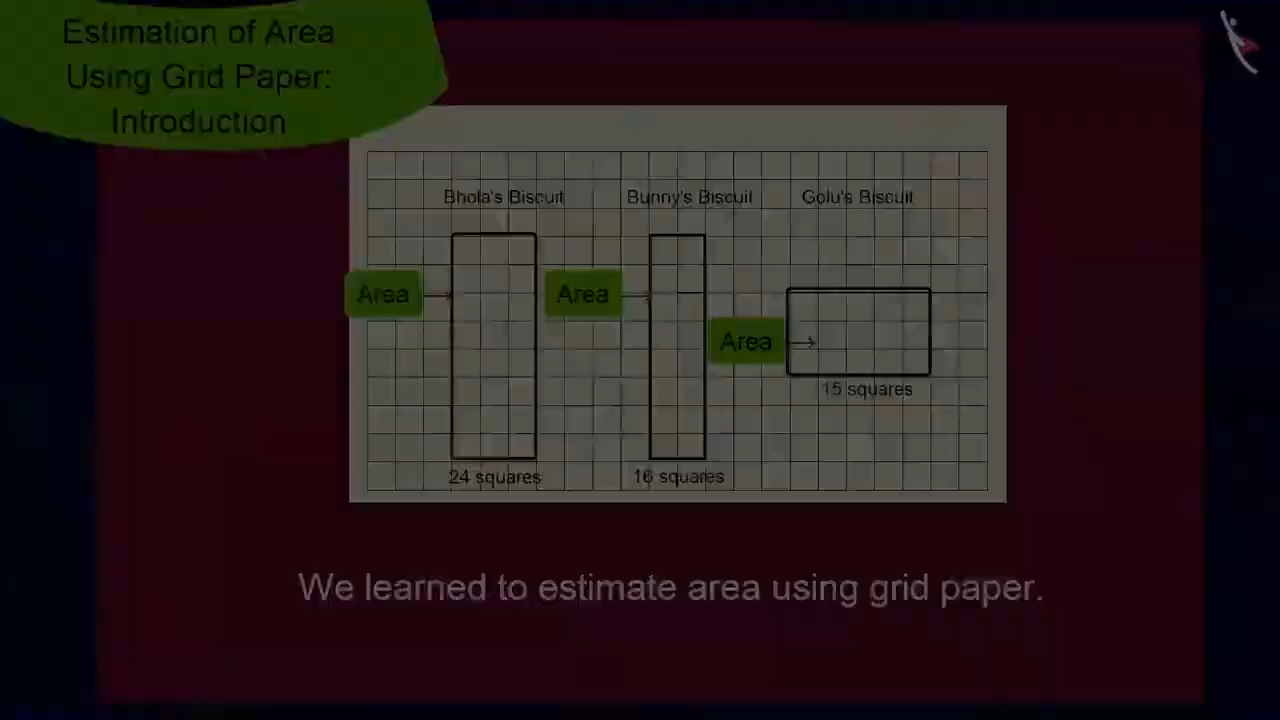 Estimation of Area
Using Grid Paper:
Introduction
Bhola's Biscuit
Bunny's Biscuit
Golu's Biscuit
Area
Area
Area
15 squares
24 squares
16 squares
We learned to estimate area using grid paper.